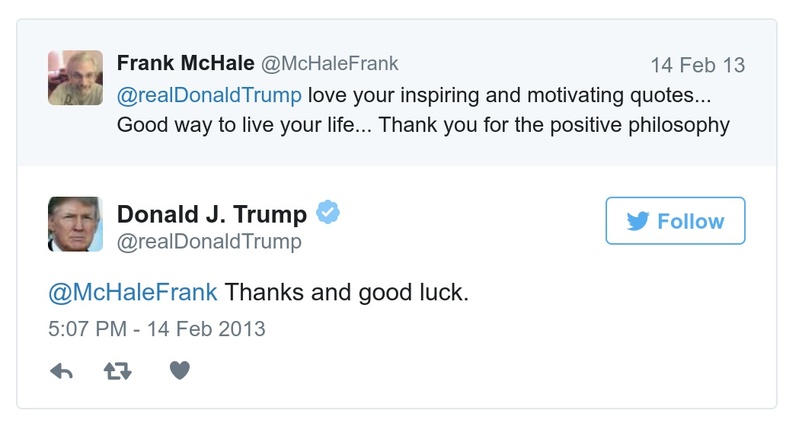 Frank McHale @McHaleFrank 14 Feb 13
@realDonaldTrump love your inspiring and motivating quotes...
Good way to live your life... Thank you for the positive philosophy
Donald J. Trump
Follow
@realDonaldTrump
@McHaleFrank Thanks and good luck.
5:07 PM - 14 Feb 2013